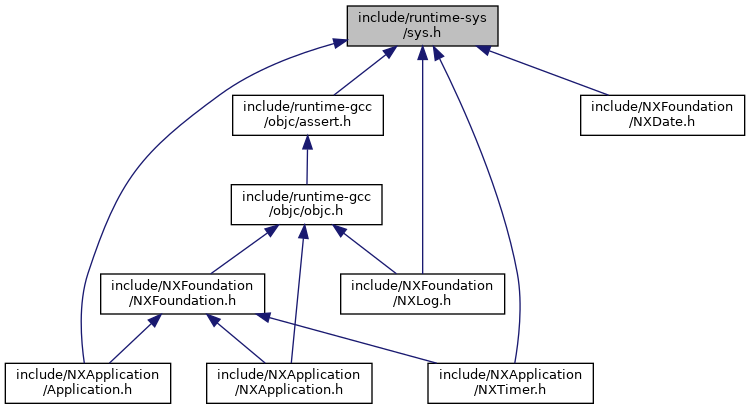 include/runtime-sys
/sys.h
include/runtime-gcc
/objc/assert.h
include/NXFoundation
/NXDate.h
include/runtime-gcc
/objc/objc.h
include/NXFoundation
/NXFoundation.h
include/NXFoundation
/NXLog.h
include/NXApplication
/Application.h
include/NXApplication
/NXApplication.h
include/NXApplication
/NXTimer.h